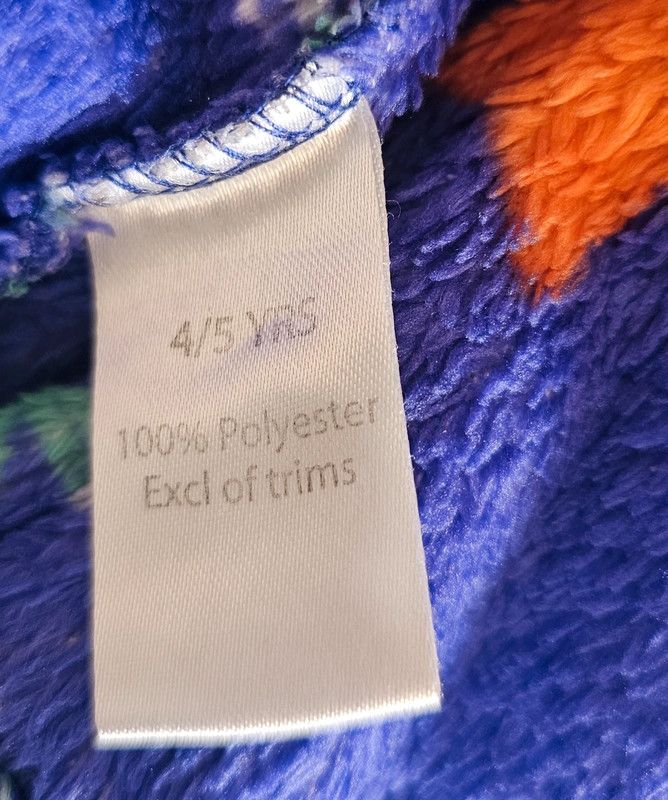 4/5 YRS
100% Polyester
Excl of trims